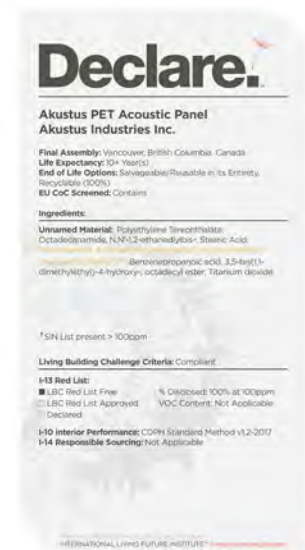 Declare.
Akustus PET Acoustic Panel
Akustus Industries Inc.
Final Assembly: Vancouver, British Columbia, Canada
Life Expectancy: 10+ Year(s)
End of Life Options: Salvageable/Reusable in its Entirety,
Recyclable (100%)
EU CoC Screened: Contains
Ingredients:
Unnamed Material: Polyethylene Terephthalate;
Octadecanamide, N,N'-1,2-ethanediylbis-; Stearic Acid;
Benzenepropanoic acid, 3,5-bis(1,1-
dimethylethyl)-4-hydroxy-, octadecyl ester; Titanium dioxide
SIN List present > 100ppm
Living Building Challenge Criteria: Compliant
I-13 Red List:
LBC Red List Free % Disclosed: 100% at 100ppm
LBC Red List Approved VOC Content: Not Applicable
Declared
I-10 Interior Performance: CDPH Standard Method v1.2-2017
I-14 Responsible Sourcing: Not Applicable
INTERNATIONAL LIVING FUTURE INSTITUTE